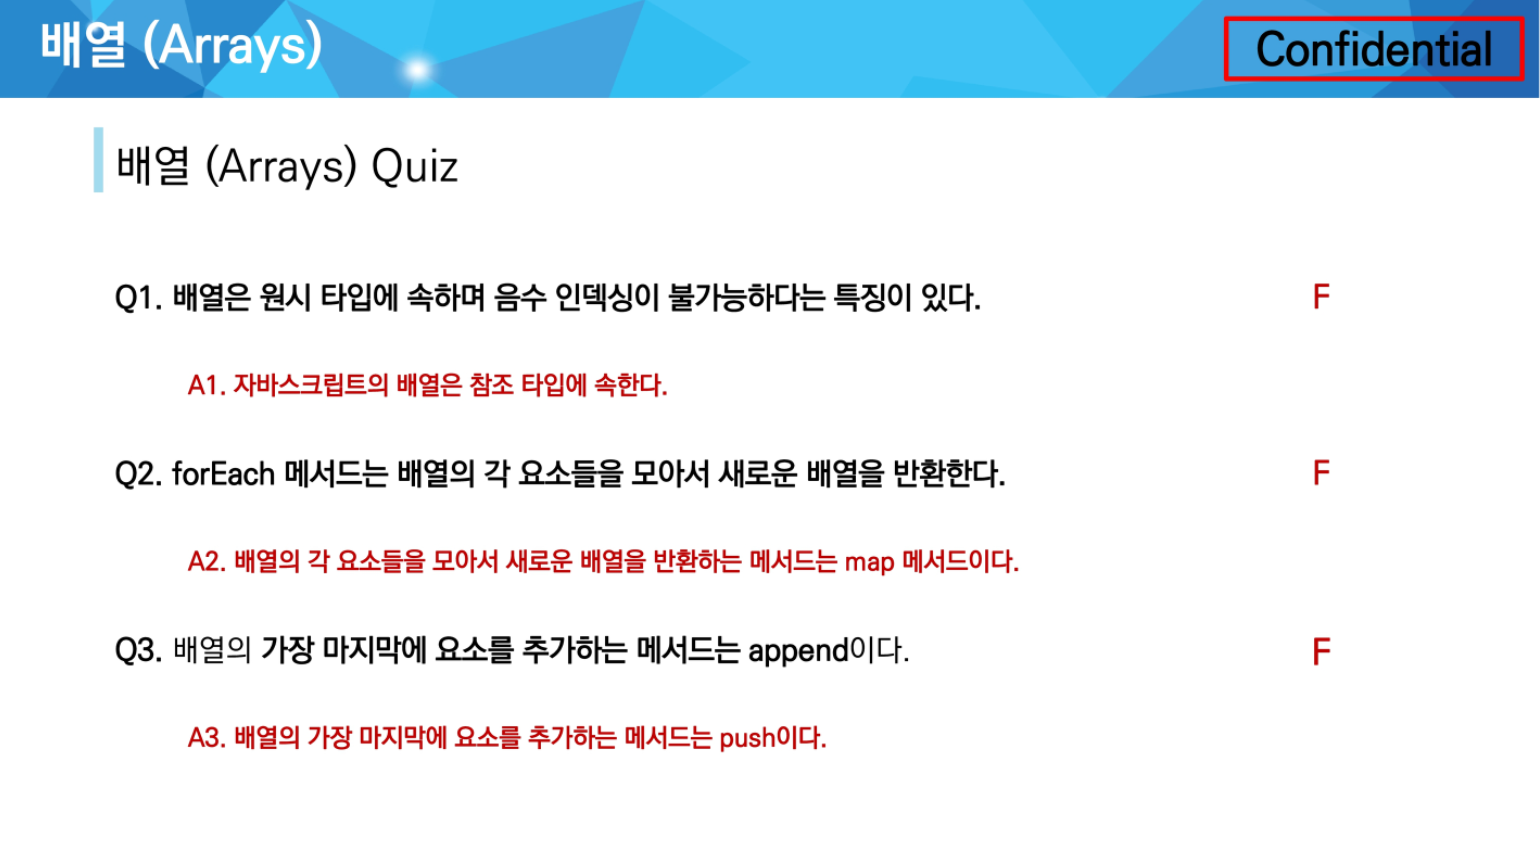 배열 (Arrays)
Confidential
배열 (Arrays) Quiz
Q1. 배열은 원시 타입에 속하며 음수 인덱싱이 불가능하다는 특징이 있다. F
A1. 자바스크립트의 배열은 참조 타입에 속한다.
Q2. forEach 메서드는 배열의 각 요소들을 모아서 새로운 배열을 반환한다. F
A2. 배열의 각 요소들을 모아서 새로운 배열을 반환하는 메서드는 map 메서드이다.
Q3. 배열의 가장 마지막에 요소를 추가하는 메서드는 append이다. F
A3. 배열의 가장 마지막에 요소를 추가하는 메서드는 push이다.